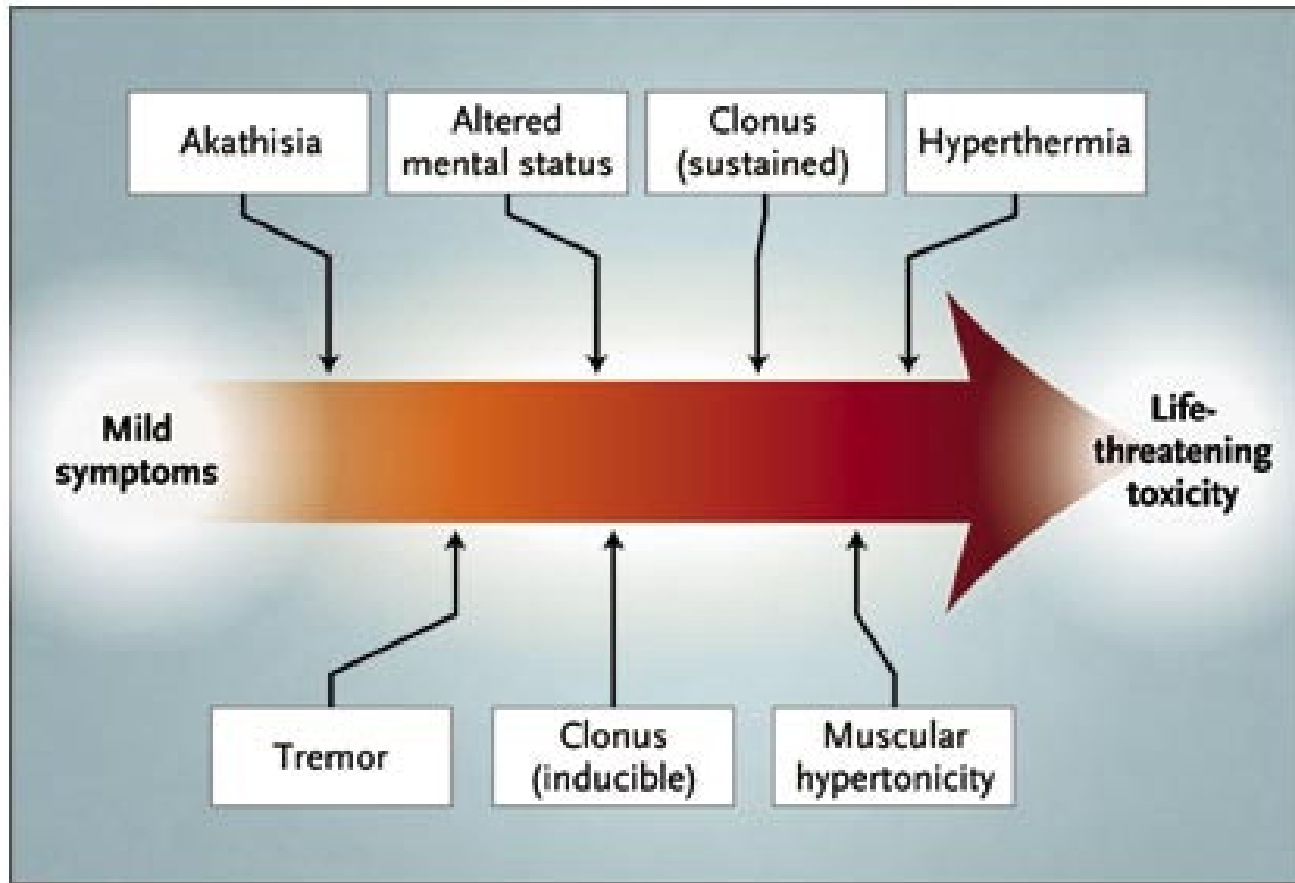 Akathisia
Altered
mental status
Clonus
(sustained)
Hyperthermia
Mild
symptoms
Life-
threatening
toxicity
Tremor
Clonus
(inducible)
Muscular
hypertonicity